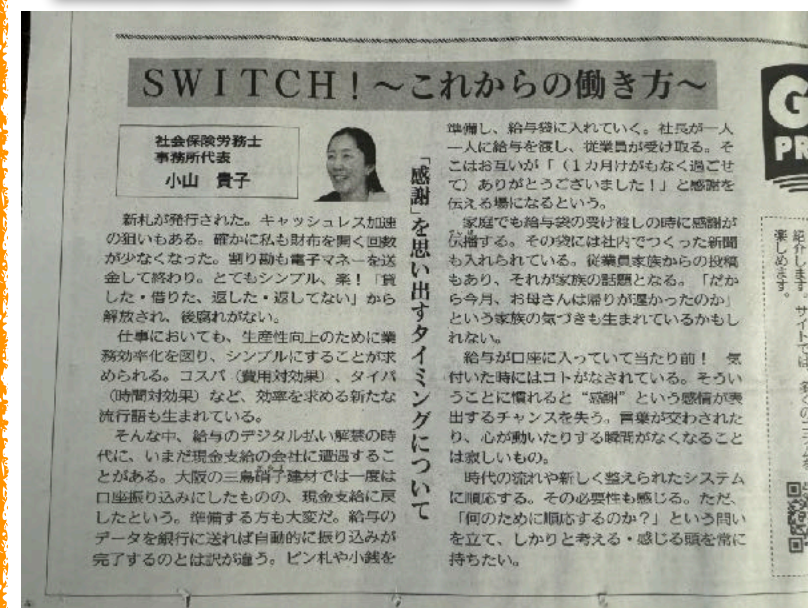 SWITCH!～これからの働き方～
社会保険労務士
事務所代表
小山 貴子
「感謝」を思い出すタイミングについて
新札が発行された。キャッシュレス加速
の狙いもある。確かに私も財布を開く回数
が少なくなった。割り勘も電子マネーを送
金して終わり。とてもシンプル、楽!「貸
した・借りた、返した・返してない」から
解放され、後腐れがない。
仕事においても、生産性向上のために業
務効率化を図り、シンプルにすることが求
められる。コスパ（費用対効果）、タイパ
（時間対効果）など、効率を求める新たな
流行語も生まれている。
そんな中、給与のデジタル払い解禁の時
代に、いまだ現金支給の会社に遭遇するこ
とがある。大阪の三島硝子建材では一度は
口座振り込みにしたものの、現金支給に戻
したという。準備する方も大変だ。給与の
データを銀行に送れば自動的に振り込みが
完了するのとは訳が違う。ピン札や小銭を
準備し、給与袋に入れていく。社長が一人
一人に給与を渡し、従業員が受け取る。そ
こはお互いが「（1カ月けがもなく過ごせ
て）ありがとうございました!」と感謝を
伝える場になるという。
家庭でも給与袋の受け渡しの時に感謝が
伝播する。その袋には社内でつくった新聞
も入れられている。従業員家族からの投稿
もあり、それが家族の話題となる。「だか
ら今月、お母さんは帰りが遅かったのか」
という家族の気づきも生まれているかもし
れない。
給与が口座に入っていて当たり前! 気
付いた時にはコトがなされている。そうい
うことに慣れると“感謝”という感情が表
出するチャンスを失う。言葉が交わされた
り、心が動いたりする瞬間がなくなること
は寂しいもの。
時代の流れや新しく整えられたシステム
に順応する。その必要性も感じる。ただ、
「何のために順応するのか?」という問い
を立て、しかりと考える・感じる頭を常に
持ちたい。
G
PR
紹介します。サイトでは、
楽しめます。